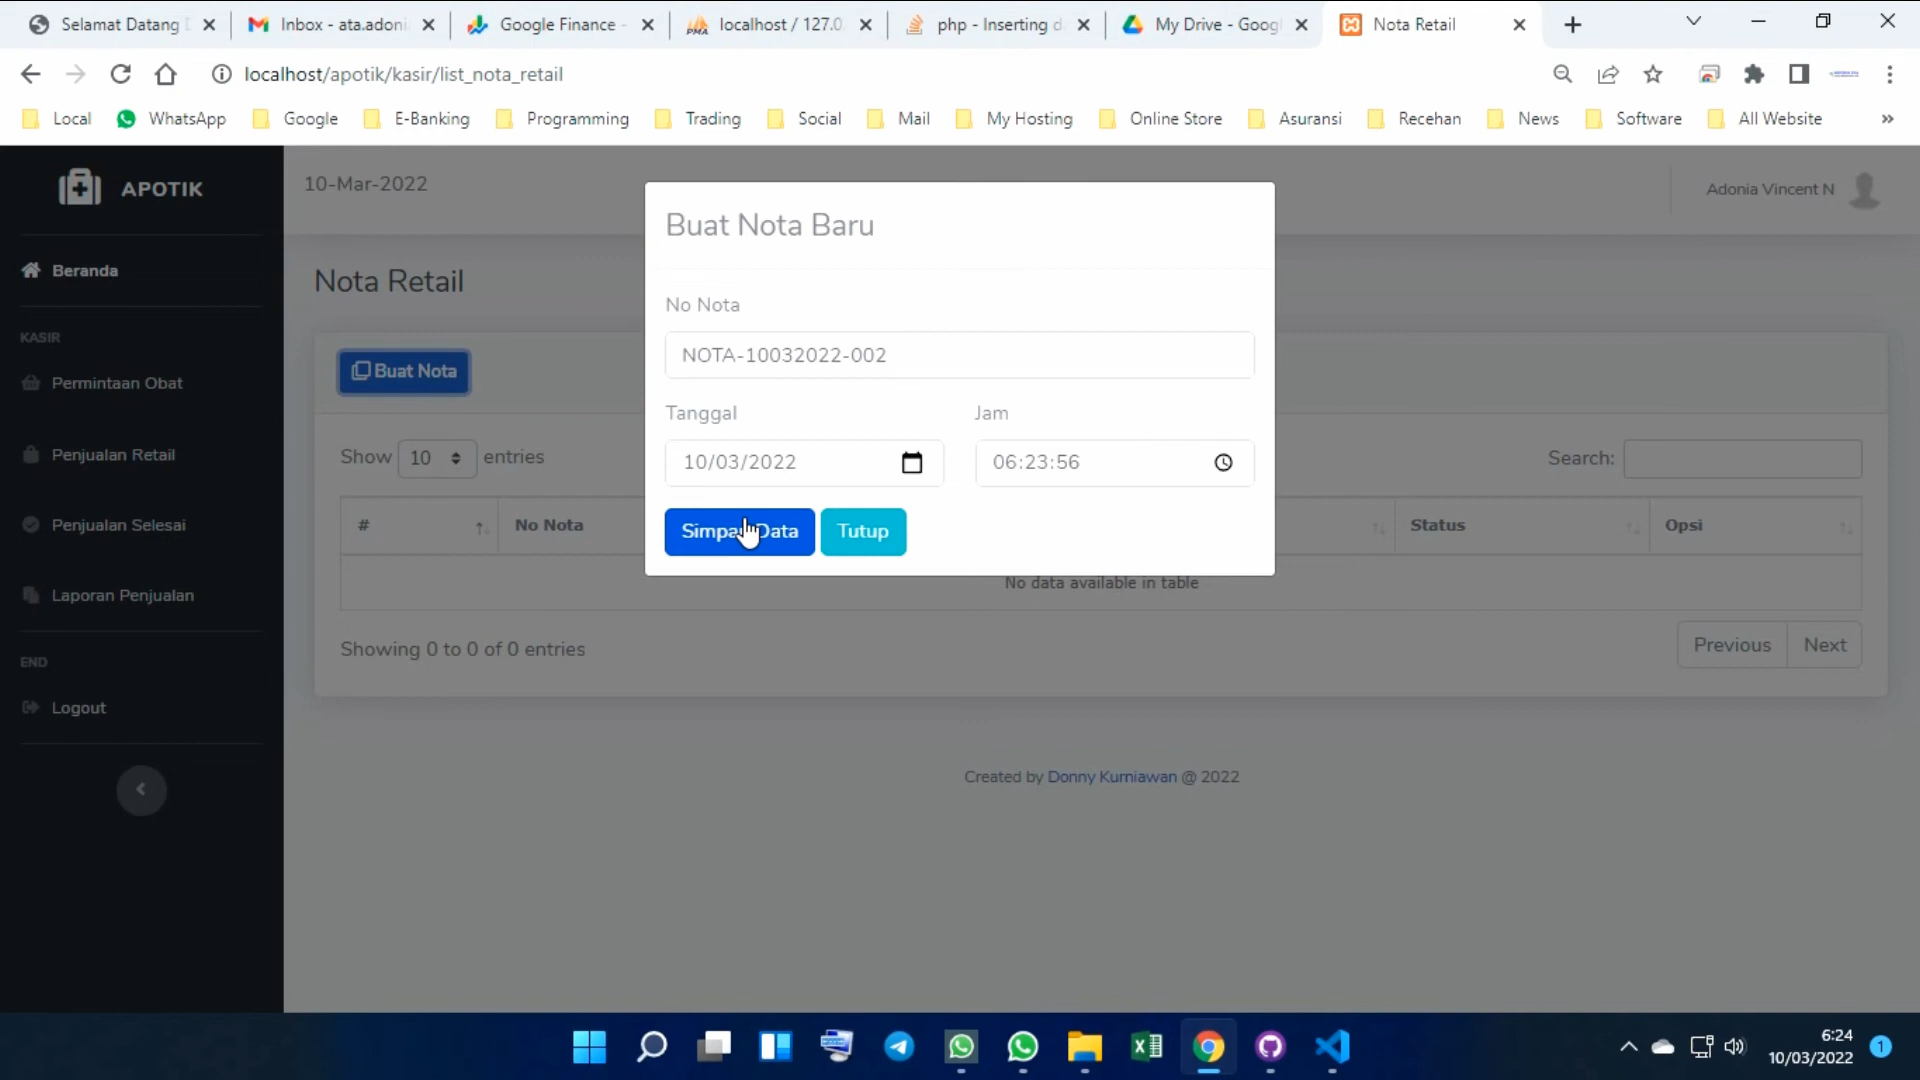 Selamat Datang
Inbox - ata.adoni
Google Finance -
localhost / 127.0.
php - Inserting d
My Drive - Googl
Nota Retail
localhost/apotik/kasir/list_nota_retail
Local
WhatsApp
Google
E-Banking
Programming
Trading
Social
Mail
My Hosting
Online Store
Asuransi
Recehan
News
Software
All Website
»
APOTIK
10-Mar-2022
Adonia Vincent N
Beranda
KASIR
Permintaan Obat
Penjualan Retail
Penjualan Selesai
Laporan Penjualan
END
Logout
Nota Retail
Buat Nota
Show 10 entries
Search:
# No Nota Status Opsi
No data available in table
Showing 0 to 0 of 0 entries
Previous Next
Created by Donny Kurniawan @ 2022
Buat Nota Baru
No Nota
NOTA-10032022-002
Tanggal Jam
10/03/2022 06:23:56
Simpan Data Tutup
6:24
10/03/2022
1